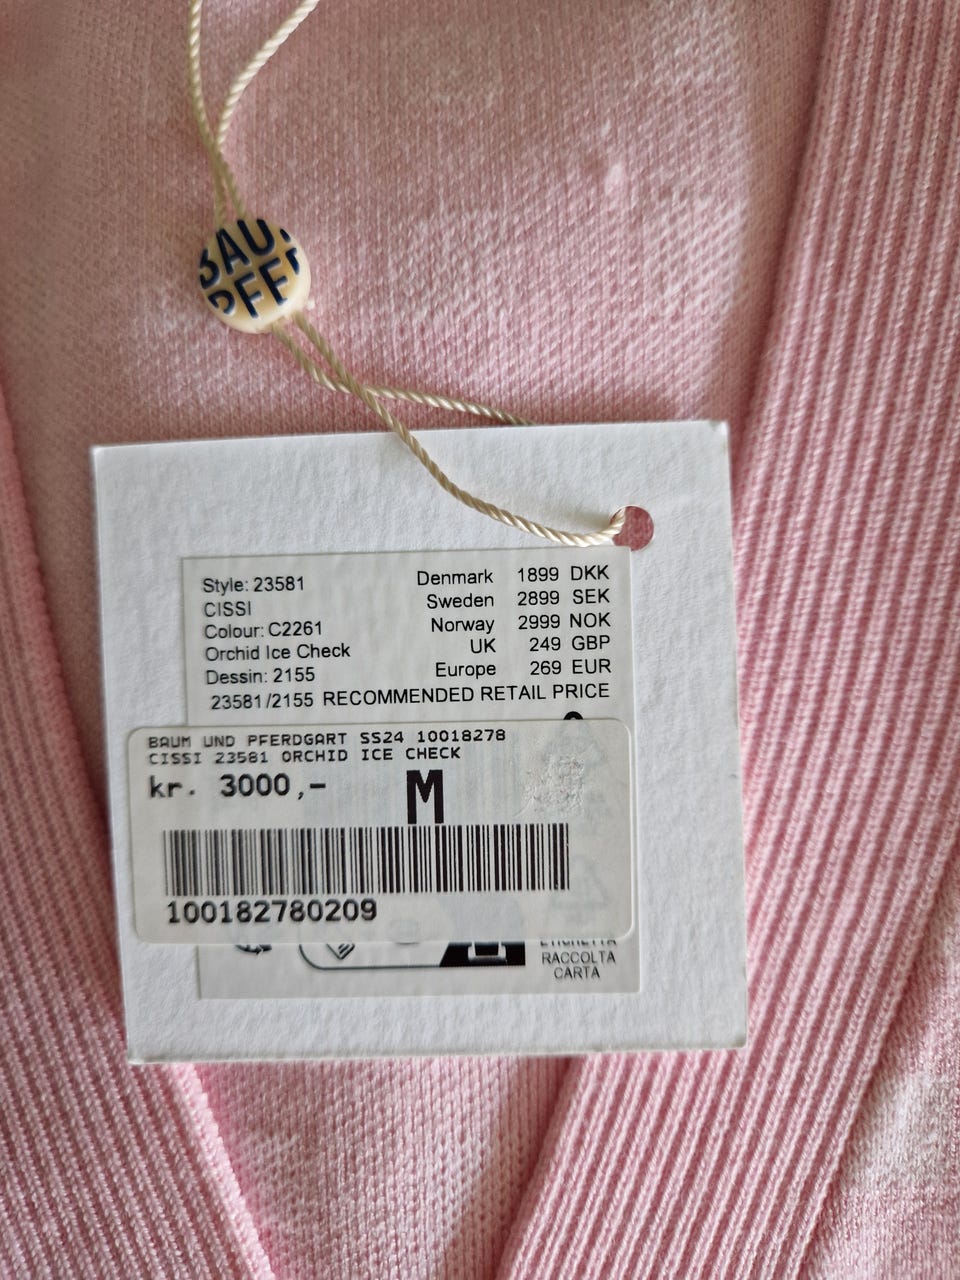 BAU
PFE
Style: 23581
CISSI
Colour: C2261
Orchid Ice Check
Dessin: 2155
Denmark 1899 DKK
Sweden 2899 SEK
Norway 2999 NOK
UK 249 GBP
Europe 269 EUR
23581/2155 RECOMMENDED RETAIL PRICE
BAUM UND PFERDGART SS24 10018278
CISSI 23581 ORCHID ICE CHECK
kr. 3000,- M
100182780209
ETICHETTA
RACCOLTA
CARTA